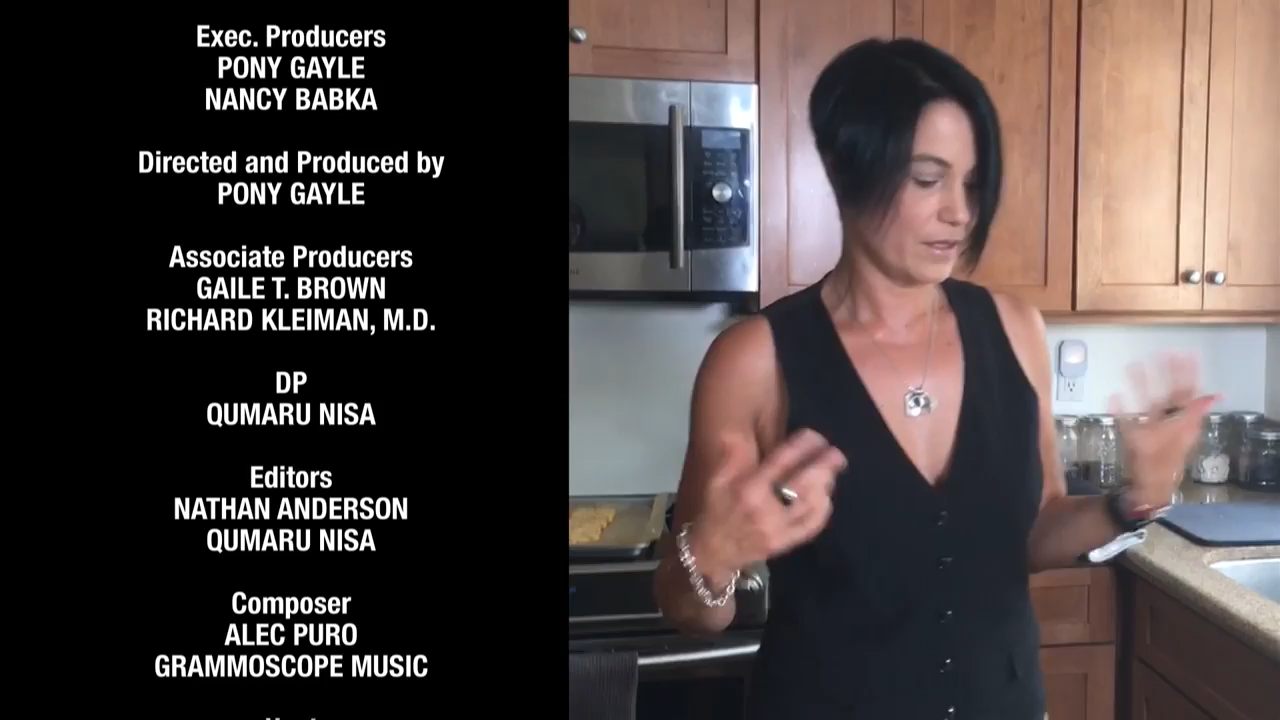 Exec. Producers
PONY GAYLE
NANCY BABKA
Directed and Produced by
PONY GAYLE
Associate Producers
GAILE T. BROWN
RICHARD KLEIMAN, M.D.
DP
QUMARU NISA
Editors
NATHAN ANDERSON
QUMARU NISA
Composer
ALEC PURO
GRAMMOSCOPE MUSIC